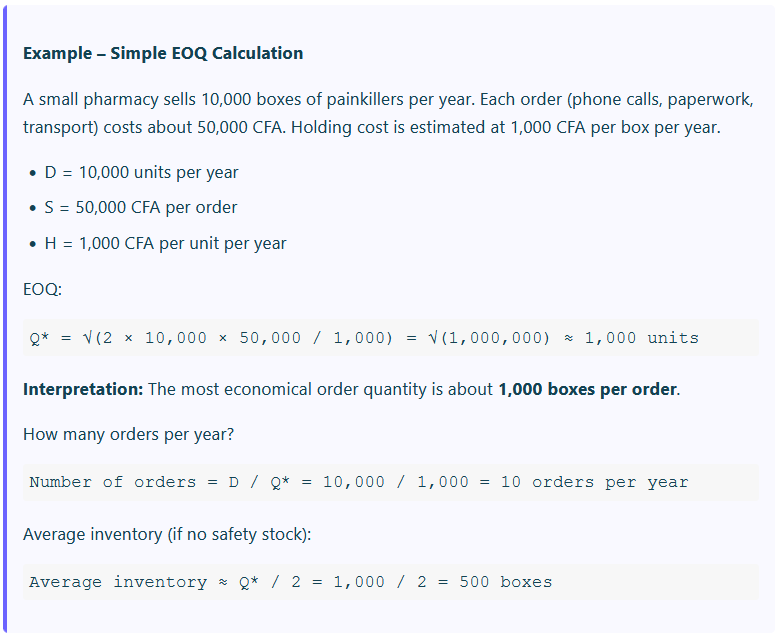 Example – Simple EOQ Calculation
A small pharmacy sells 10,000 boxes of painkillers per year. Each order (phone calls, paperwork,
transport) costs about 50,000 CFA. Holding cost is estimated at 1,000 CFA per box per year.
• D = 10,000 units per year
• S = 50,000 CFA per order
• H = 1,000 CFA per unit per year
EOQ:
Q* = √(2 × 10,000 × 50,000 / 1,000) = √(1,000,000) ≈ 1,000 units
Interpretation: The most economical order quantity is about 1,000 boxes per order.
How many orders per year?
Number of orders = D / Q* = 10,000 / 1,000 = 10 orders per year
Average inventory (if no safety stock):
Average inventory ≈ Q* / 2 = 1,000 / 2 = 500 boxes